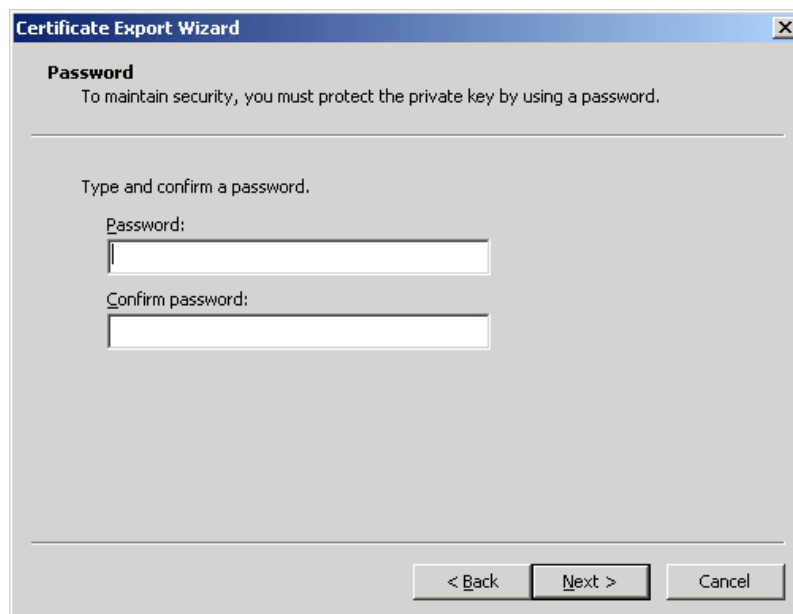 Certificate Export Wizard
Password
To maintain security, you must protect the private key by using a password.
Type and confirm a password.
Password:
Confirm password:
< Back Next > Cancel